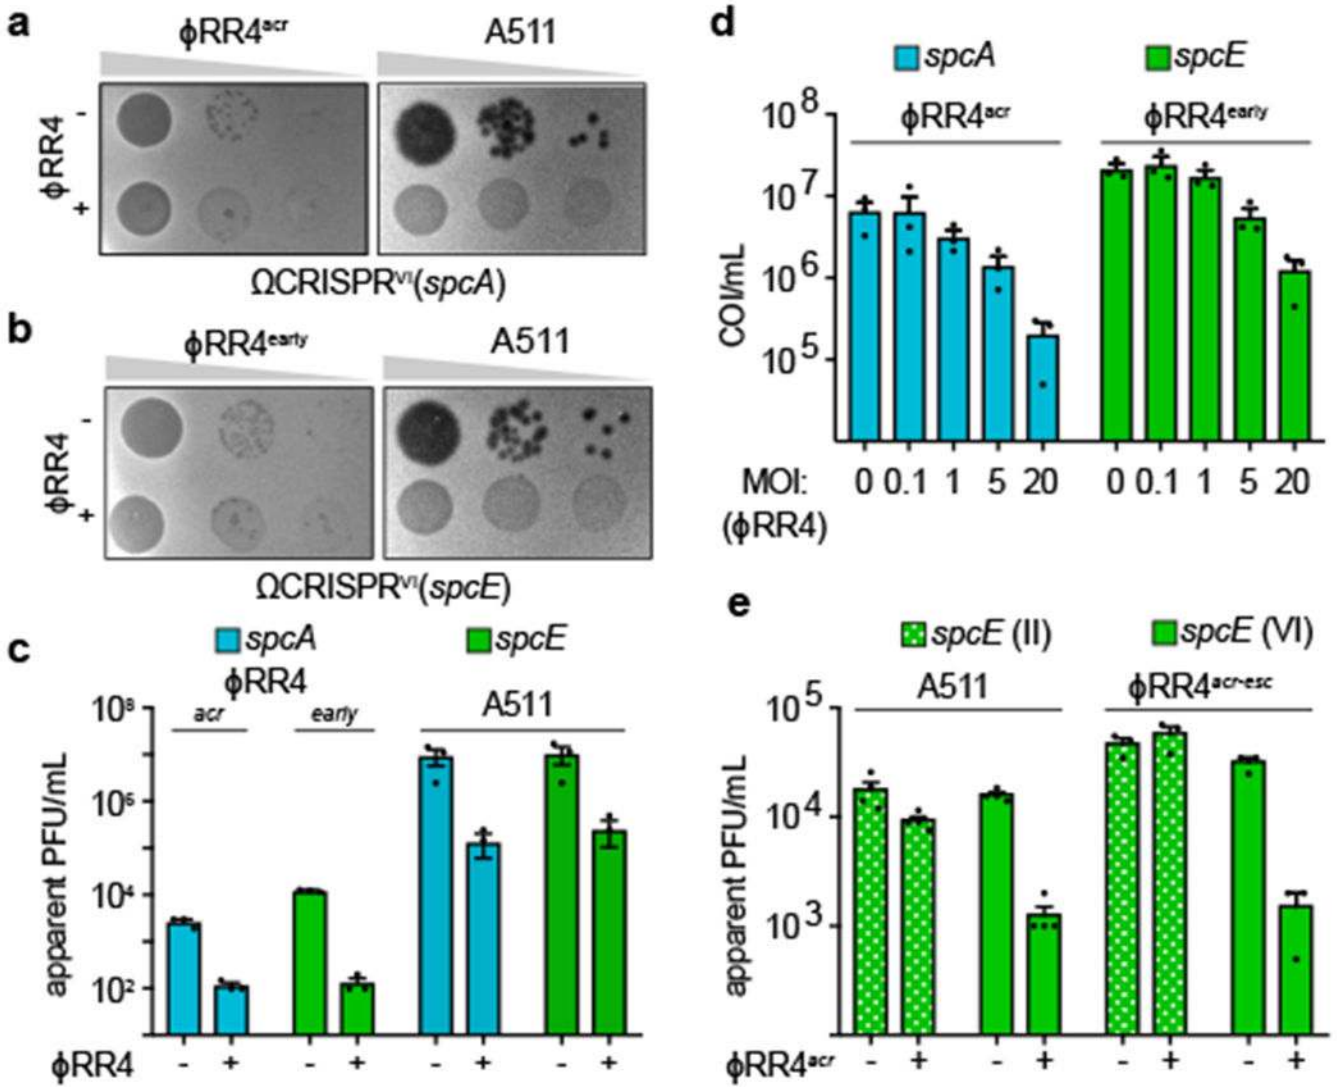 a
ϕRR4ᵃᶜʳ A511
ϕRR4
-
+
ΩCRISPRⱽᴵ(spcA)
b
ϕRR4ᵉᵃʳˡʸ A511
ϕRR4
-
+
ΩCRISPRⱽᴵ(spcE)
c
spcA spcE
ϕRR4
acr early A511
apparent PFU/mL
10⁸
10⁶
10⁴
10²
ϕRR4 - + - + - + - +
d
spcA spcE
ϕRR4ᵃᶜʳ ϕRR4ᵉᵃʳˡʸ
COI/mL
10⁸
10⁷
10⁶
10⁵
MOI: 0 0.1 1 5 20 0 0.1 1 5 20
(ϕRR4)
e
spcE (II) spcE (VI)
A511 ϕRR4ᵃᶜʳ⁻ᵉˢᶜ
apparent PFU/mL
10⁵
10⁴
10³
ϕRR4ᵃᶜʳ - + - + - + - +